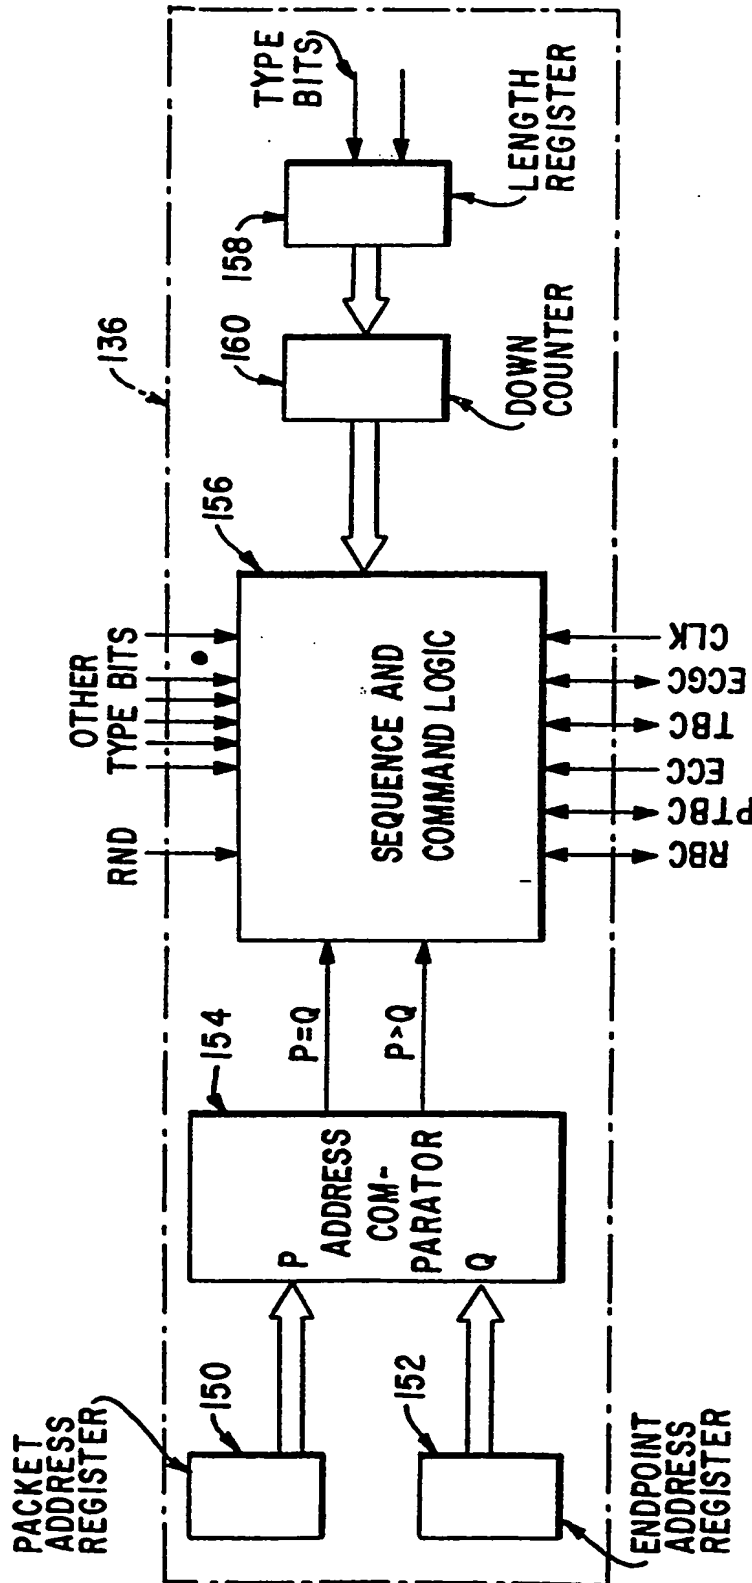 136
PACKET
ADDRESS
REGISTER
150
P
ADDRESS
COM-
PARATOR
Q
154
152
ENDPOINT
ADDRESS
REGISTER
P=Q
P>Q
RND
OTHER
TYPE BITS
156
SEQUENCE AND
COMMAND LOGIC
RBC
PTBC
ECC
TBC
ECGC
CLK
160
DOWN
COUNTER
158
TYPE
BITS
LENGTH
REGISTER